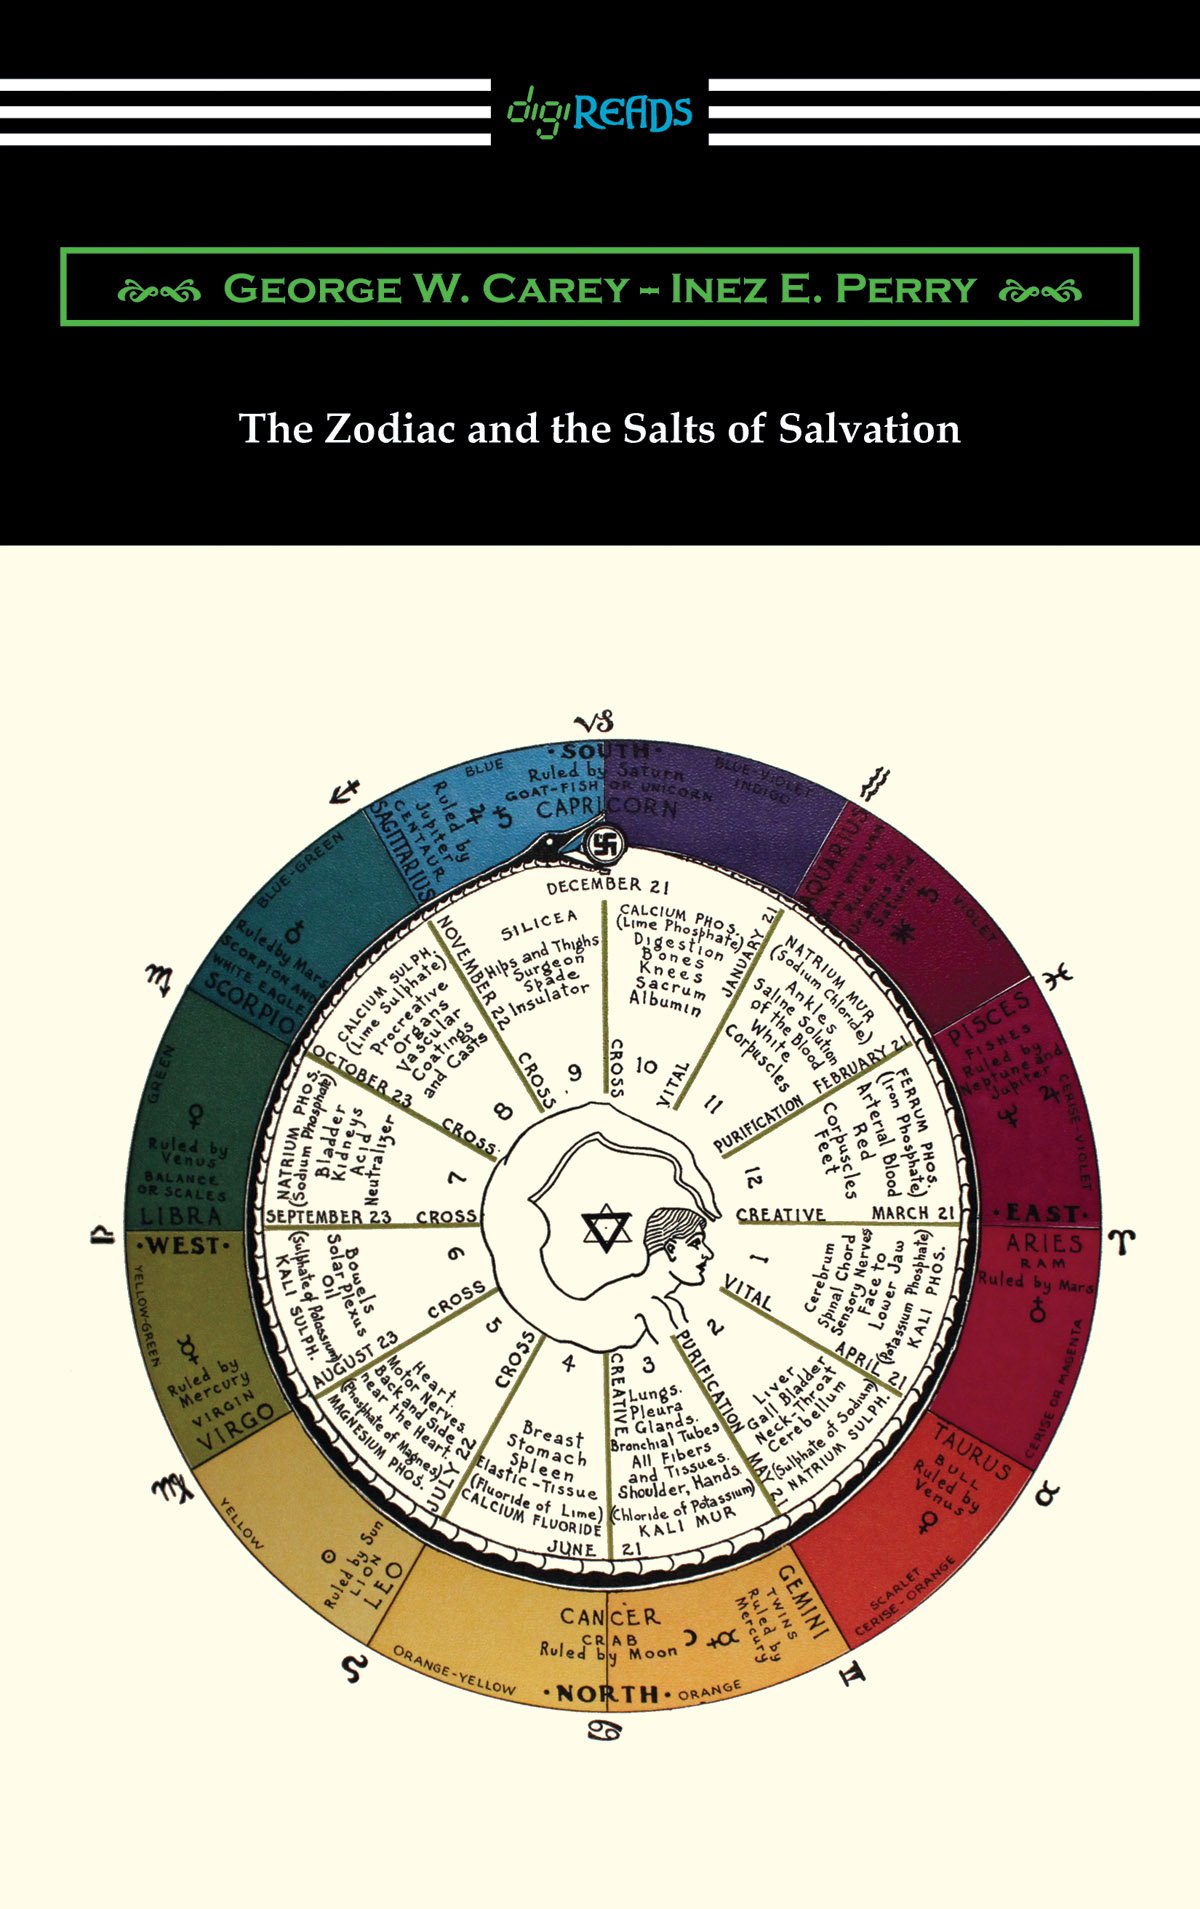 digiREADS
GEORGE W. CAREY - INEZ E. PERRY
The Zodiac and the Salts of Salvation
·SOUTH·
Ruled by Saturn
GOAT-FISH OR UNICORN
CAPRICORN
BLUE-VIOLET
INDIGO
AQUARIUS
MAN WITH URN
Ruled by
Uranus and
Saturn
VIOLET
PISCES
FISHES
Ruled by
Neptune and
Jupiter
CERISE-VIOLET
·EAST·
ARIES
RAM
Ruled by Mars
CERISE OR MAGENTA
TAURUS
BULL
Ruled by
Venus
SCARLET
CERISE-ORANGE
GEMINI
TWINS
Ruled by
Mercury
ORANGE
CANCER
CRAB
Ruled by Moon
·NORTH·
ORANGE-YELLOW
LEO
LION
Ruled by Sun
YELLOW
VIRGO
VIRGIN
Ruled by
Mercury
YELLOW-GREEN
·WEST·
LIBRA
BALANCE
OR SCALES
Ruled by
Venus
GREEN
SCORPIO
SCORPION AND
WHITE EAGLE
Ruled by Mars
BLUE-GREEN
SAGITTARIUS
CENTAUR
Ruled by
Jupiter
BLUE
DECEMBER 21
CALCIUM PHOS.
(Lime Phosphate)
Digestion
Bones
Knees
Sacrum
Albumin
CROSS
10
JANUARY 21
VITAL
NATRIUM MUR
(Sodium Chloride)
Ankles
Saline Solution
of the Blood
White
Corpuscles
11
FEBRUARY 21
PURIFICATION
FERRUM PHOS.
(Iron Phosphate)
Arterial Blood
Red
Corpuscles
Feet
12
CREATIVE
MARCH 21
1
Cerebrum
Spinal Chord
Sensory Nerves
Face to
Lower Jaw
(Potassium Phosphate)
KALI PHOS.
VITAL
APRIL 21
2
Liver
Gall Bladder
Neck-Throat
Cerebellum
(Sulphate of Sodium)
NATRIUM SULPH.
PURIFICATION
MAY 21
3
Lungs.
Pleura
Glands.
Bronchial Tubes
All Fibers
and Tissues.
Shoulder, Hands.
(Chloride of Potassium)
KALI MUR
CREATIVE
JUNE 21
4
Breast
Stomach
Spleen
Elastic-Tissue
(Fluoride of Lime)
CALCIUM FLUORIDE
CROSS
JULY 22
5
Heart.
Motor Nerves
Back and Side
near the Heart.
(Phosphate of Magnes)
MAGNESIUM PHOS.
CROSS
AUGUST 23
6
Bowels
Solar Plexus
Oil
(Sulphate of Potassium)
KALI SULPH.
SEPTEMBER 23 CROSS
7
NATRIUM PHOS.
(Sodium Phosphate)
Bladder
Kidneys
Acid
Neutralizer
OCTOBER 23
CROSS
8
CALCIUM SULPH.
(Lime Sulphate)
Procreative
Organs
Vascular
Coatings
and Casts
NOVEMBER 22
CROSS
9
SILICEA
Hips and Thighs
Surgeon
Spade
Insulator